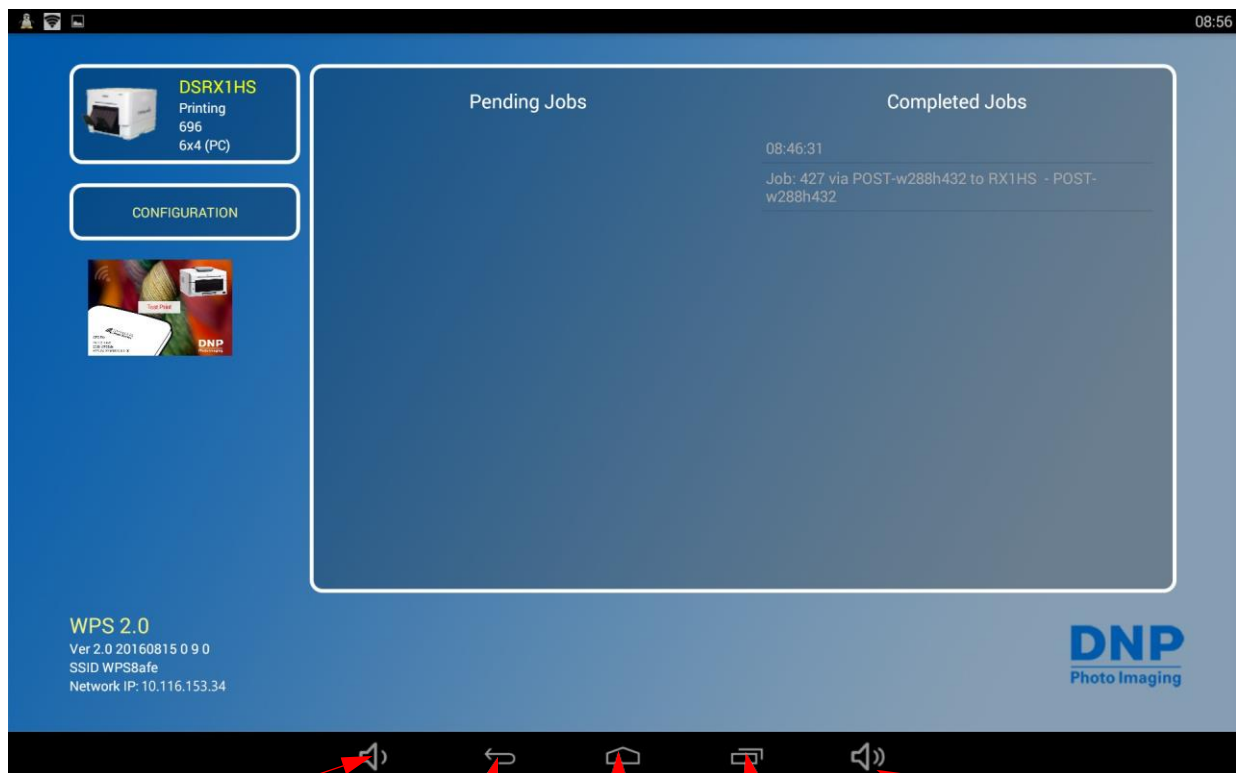 08:56
DSRX1HS
Printing
696
6x4 (PC)
CONFIGURATION
Test Print
DNP
Pending Jobs
Completed Jobs
08:46:31
Job: 427 via POST-w288h432 to RX1HS - POST-
w288h432
WPS 2.0
Ver 2.0 20160815 0 9 0
SSID WPS8afe
Network IP: 10.116.153.34
DNP
Photo Imaging